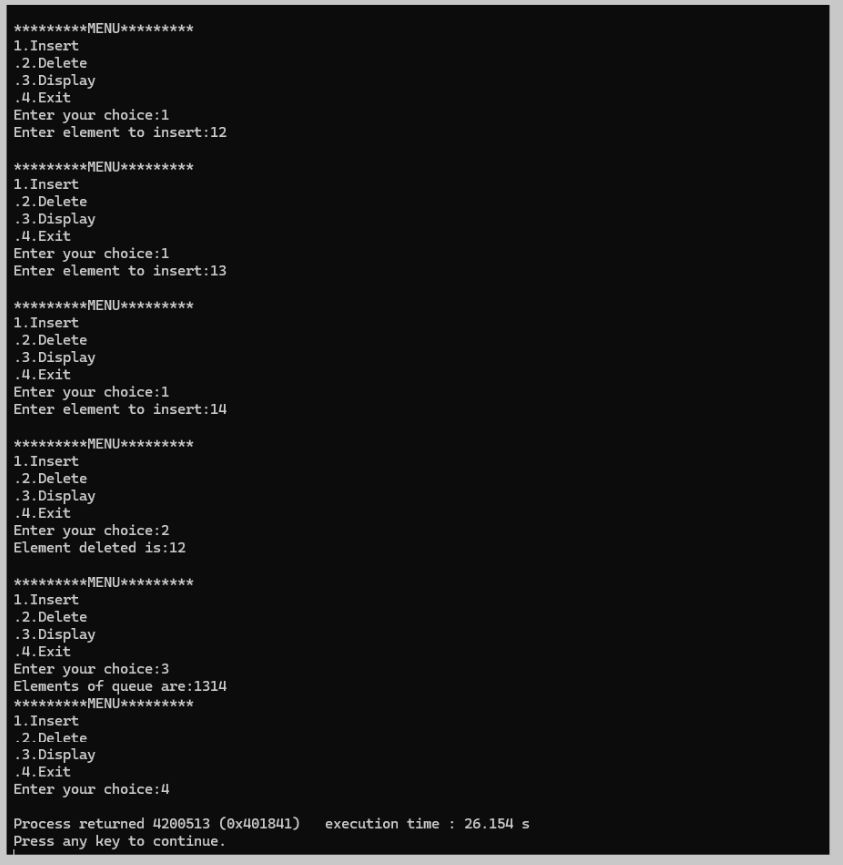 *********MENU*********
1.Insert
.2.Delete
.3.Display
.4.Exit
Enter your choice:1
Enter element to insert:12
*********MENU*********
1.Insert
.2.Delete
.3.Display
.4.Exit
Enter your choice:1
Enter element to insert:13
*********MENU*********
1.Insert
.2.Delete
.3.Display
.4.Exit
Enter your choice:1
Enter element to insert:14
*********MENU*********
1.Insert
.2.Delete
.3.Display
.4.Exit
Enter your choice:2
Element deleted is:12
*********MENU*********
1.Insert
.2.Delete
.3.Display
.4.Exit
Enter your choice:3
Elements of queue are:1314
*********MENU*********
1.Insert
.2.Delete
.3.Display
.4.Exit
Enter your choice:4
Process returned 4200513 (0x401841)   execution time : 26.154 s
Press any key to continue.